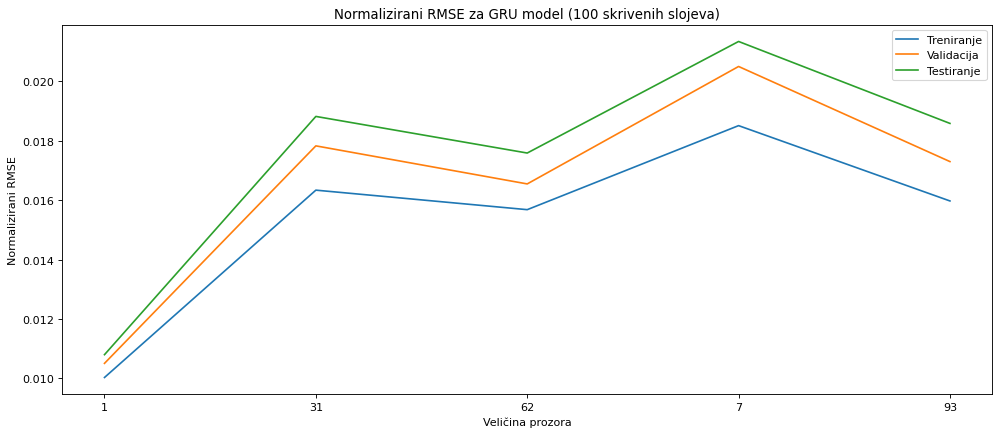 Normalizirani RMSE za GRU model (100 skrivenih slojeva)
Treniranje
Validacija
Testiranje
Normalizirani RMSE
0.020
0.018
0.016
0.014
0.012
0.010
1 31 62 7 93
Veličina prozora